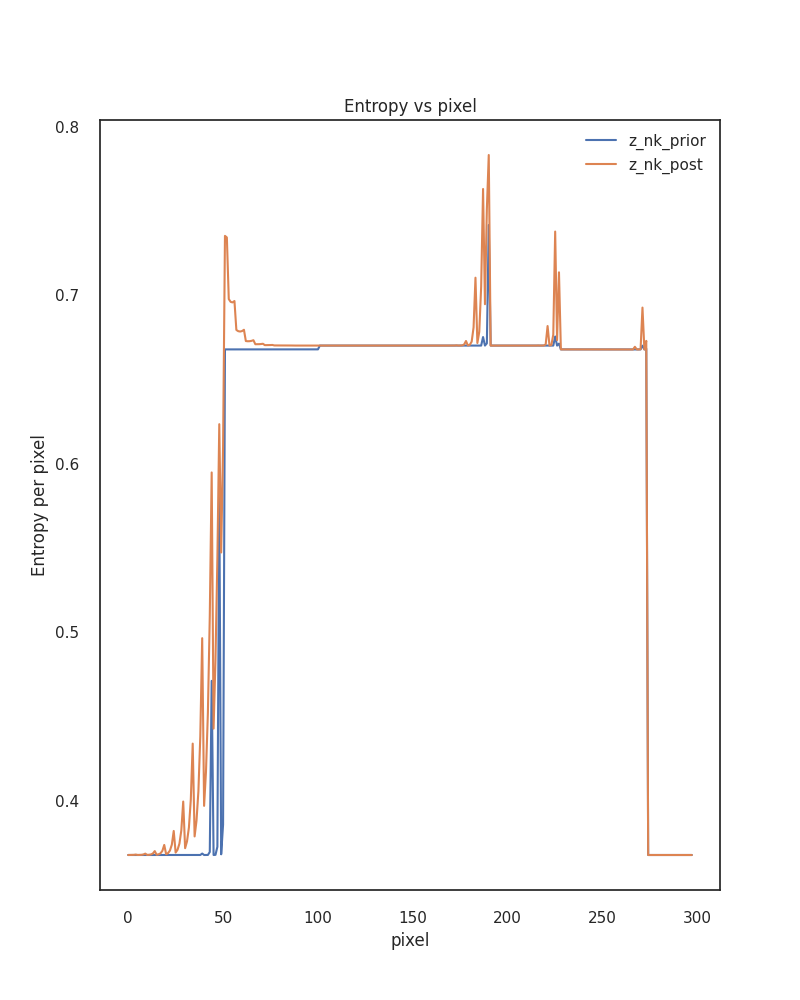 Entropy vs pixel
z_nk_prior
z_nk_post
0.8
0.7
0.6
0.5
0.4
Entropy per pixel
0 50 100 150 200 250 300
pixel